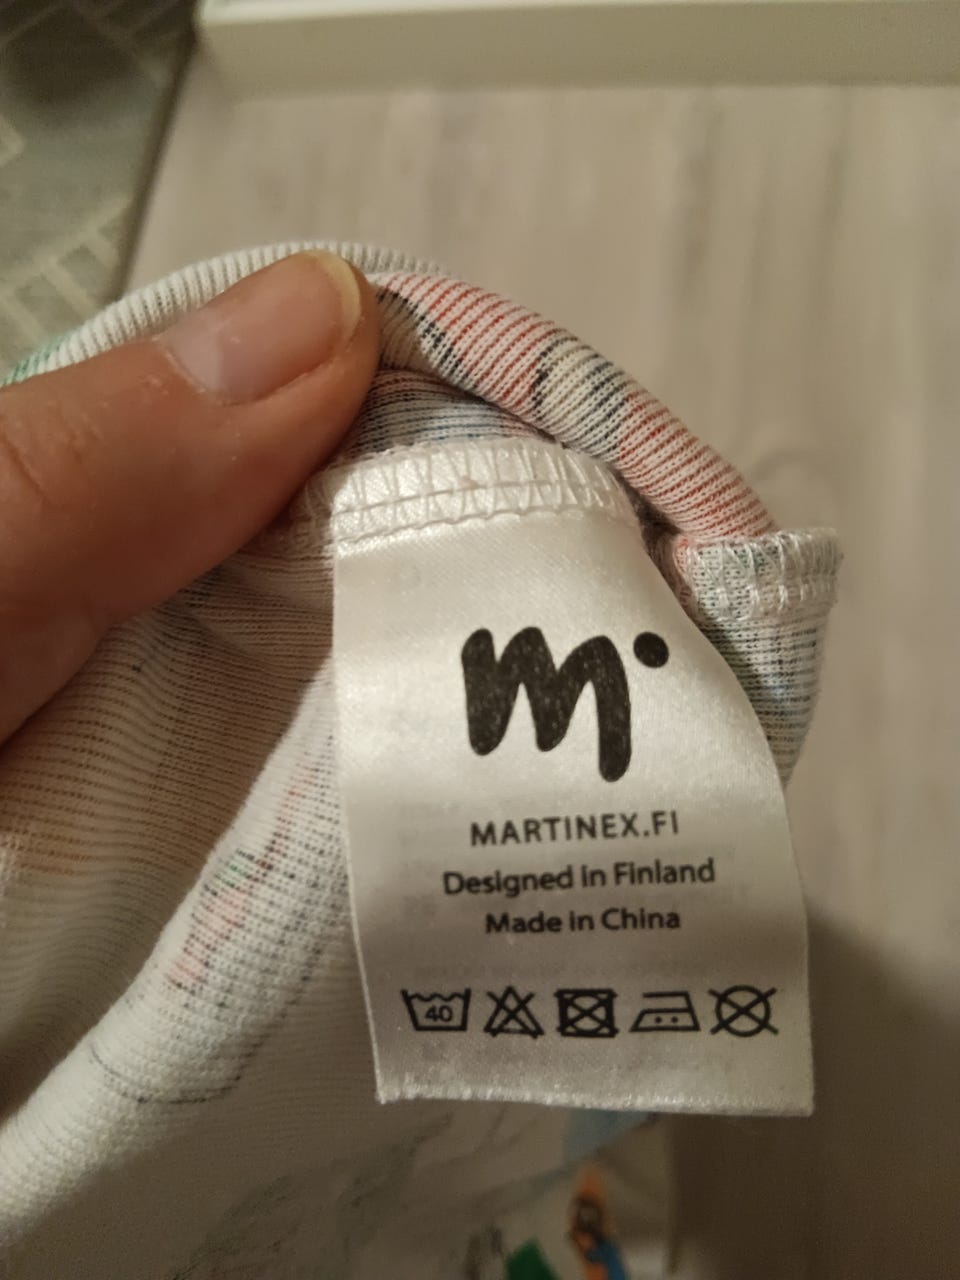 m
MARTINEX.FI
Designed in Finland
Made in China
40